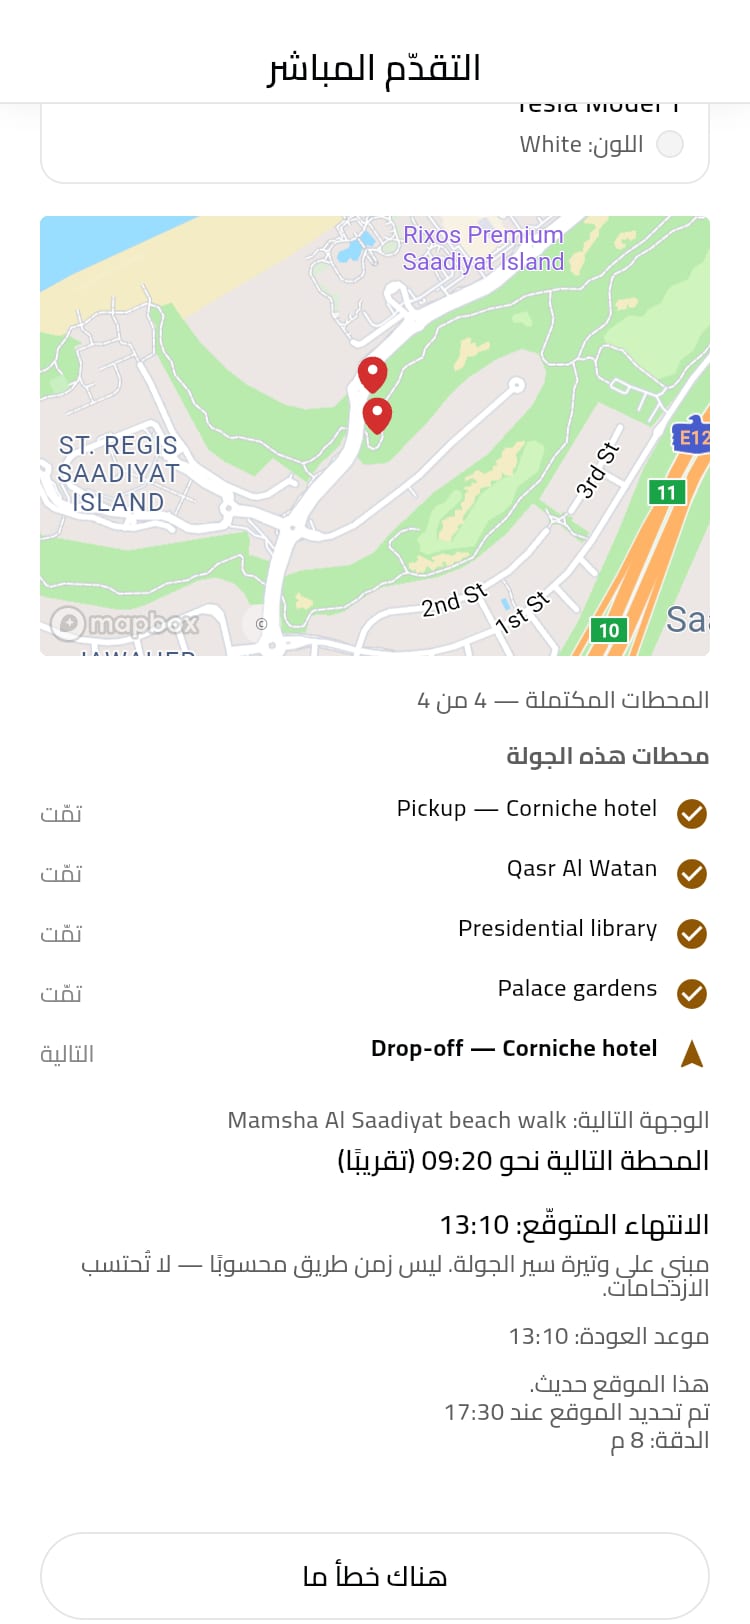 التقدّم المباشر
Tesla Model Y
اللون: White
Rixos Premium
Saadiyat Island
ST. REGIS
SAADIYAT
ISLAND
E12
3rd St
11
2nd St
1st St
10
mapbox
©
المحطات المكتملة — 4 من 4
محطات هذه الجولة
Pickup — Corniche hotel
تمّت
Qasr Al Watan
تمّت
Presidential library
تمّت
Palace gardens
تمّت
Drop-off — Corniche hotel
التالية
الوجهة التالية: Mamsha Al Saadiyat beach walk
المحطة التالية نحو 09:20 (تقريبًا)
الانتهاء المتوقّع: 13:10
مبني على وتيرة سير الجولة. ليس زمن طريق محسوبًا — لا تُحتسب
الازدحامات.
موعد العودة: 13:10
هذا الموقع حديث.
تم تحديد الموقع عند 17:30
الدقة: 8 م
هناك خطأ ما